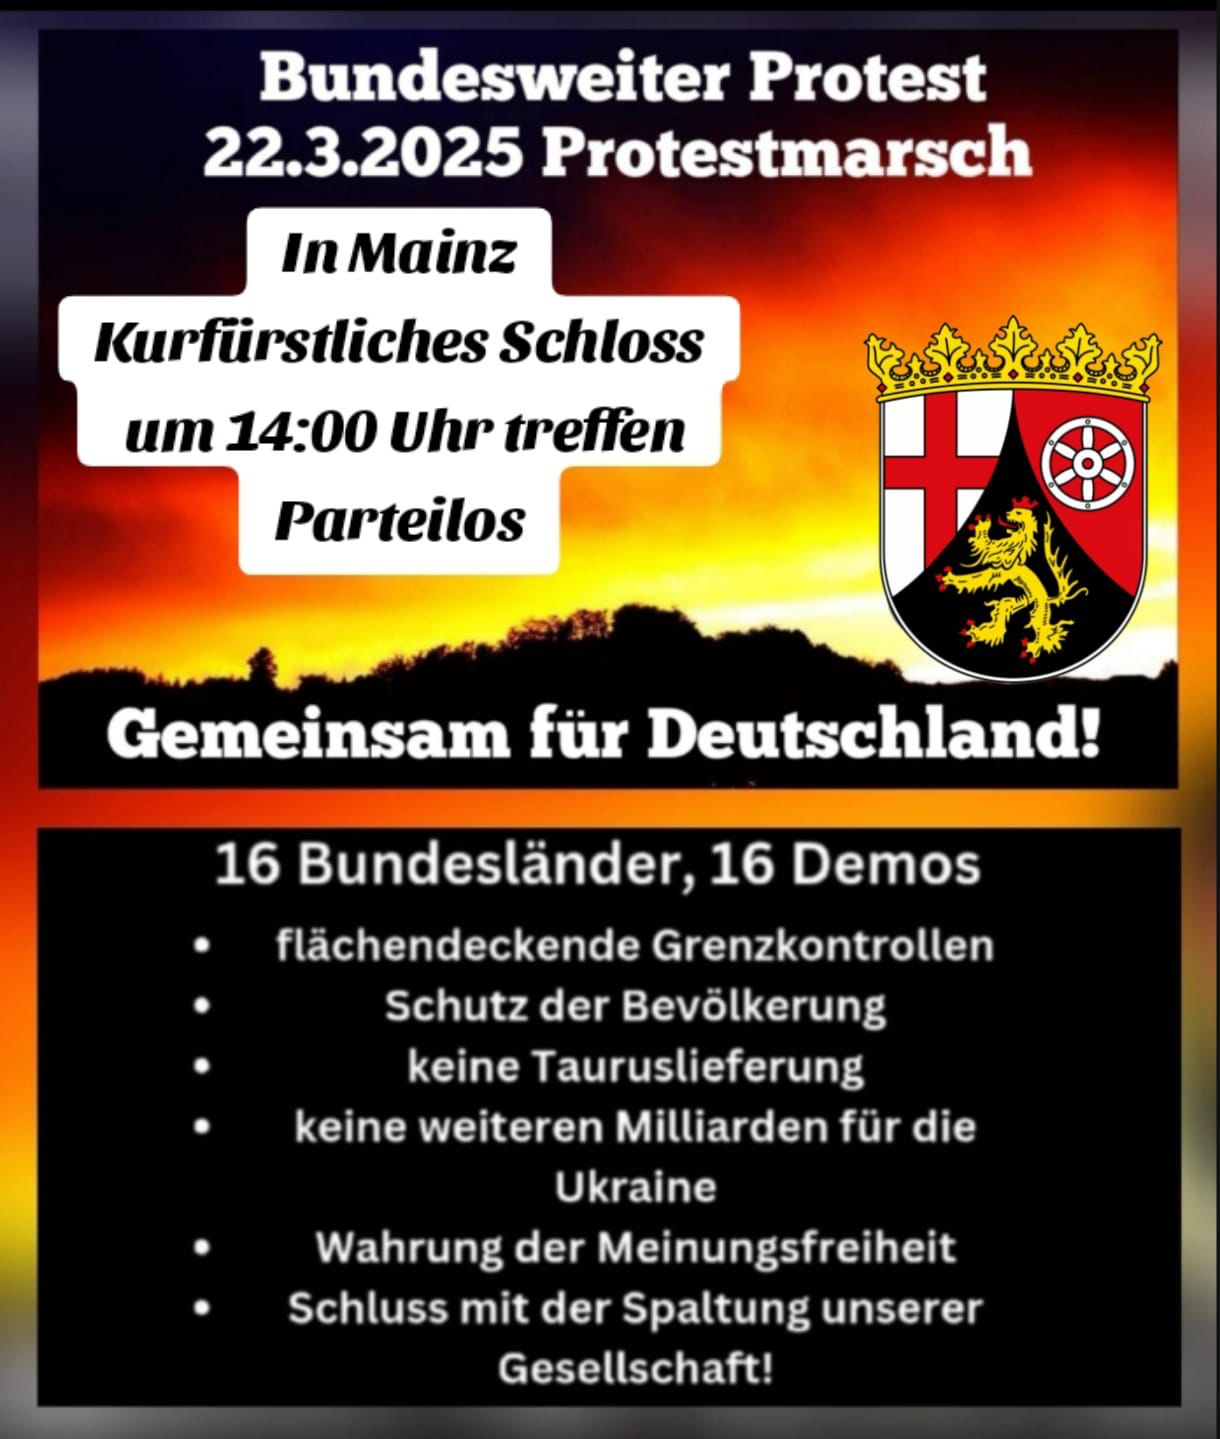 Bundesweiter Protest
22.3.2025 Protestmarsch
In Mainz
Kurfürstliches Schloss
um 14:00 Uhr treffen
Parteilos
Gemeinsam für Deutschland!
16 Bundesländer, 16 Demos
• flächendeckende Grenzkontrollen
• Schutz der Bevölkerung
• keine Tauruslieferung
• keine weiteren Milliarden für die
Ukraine
• Wahrung der Meinungsfreiheit
• Schluss mit der Spaltung unserer
Gesellschaft!